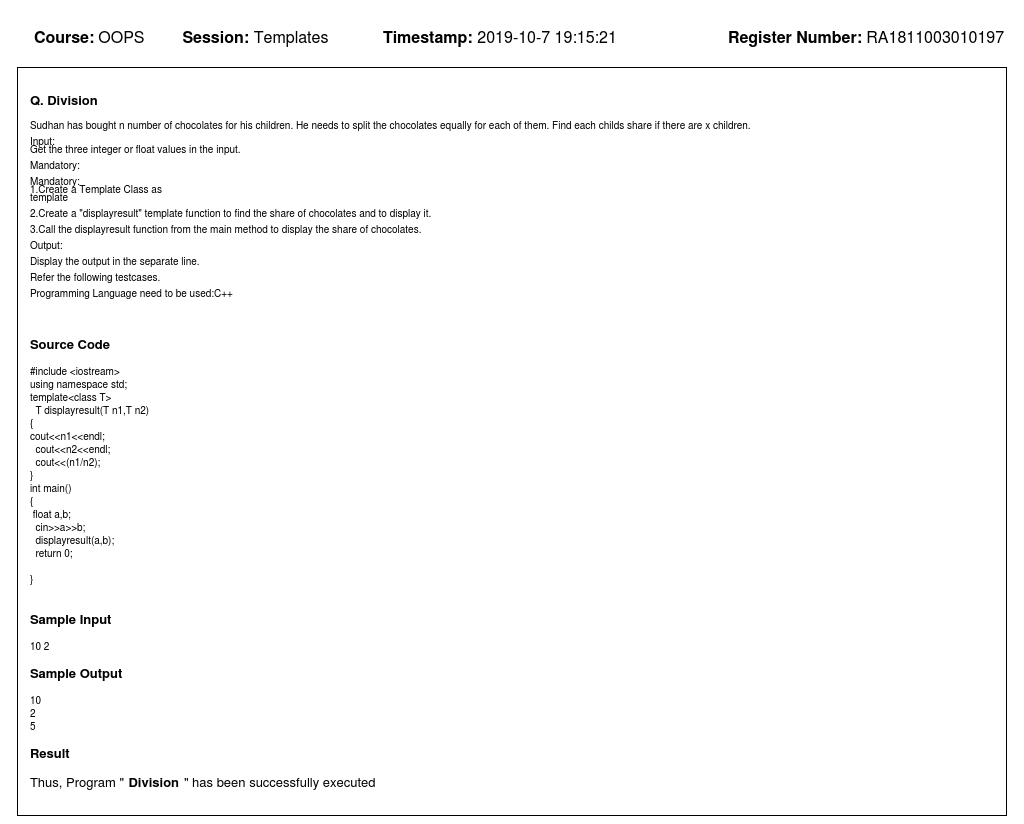 Course: OOPS Session: Templates Timestamp: 2019-10-7 19:15:21 Register Number: RA1811003010197
Q. Division
Sudhan has bought n number of chocolates for his children. He needs to split the chocolates equally for each of them. Find each childs share if there are x children.
Input:
Get the three integer or float values in the input.
Mandatory:
Mandatory:
1.Create a Template Class as
template
2.Create a "displayresult" template function to find the share of chocolates and to display it.
3.Call the displayresult function from the main method to display the share of chocolates.
Output:
Display the output in the separate line.
Refer the following testcases.
Programming Language need to be used:C++
Source Code
#include <iostream>
using namespace std;
template<class T>
T displayresult(T n1,T n2)
{
cout<<n1<<endl;
cout<<n2<<endl;
cout<<(n1/n2);
}
int main()
{
float a,b;
cin>>a>>b;
displayresult(a,b);
return 0;
}
Sample Input
10 2
Sample Output
10
2
5
Result
Thus, Program " Division " has been successfully executed